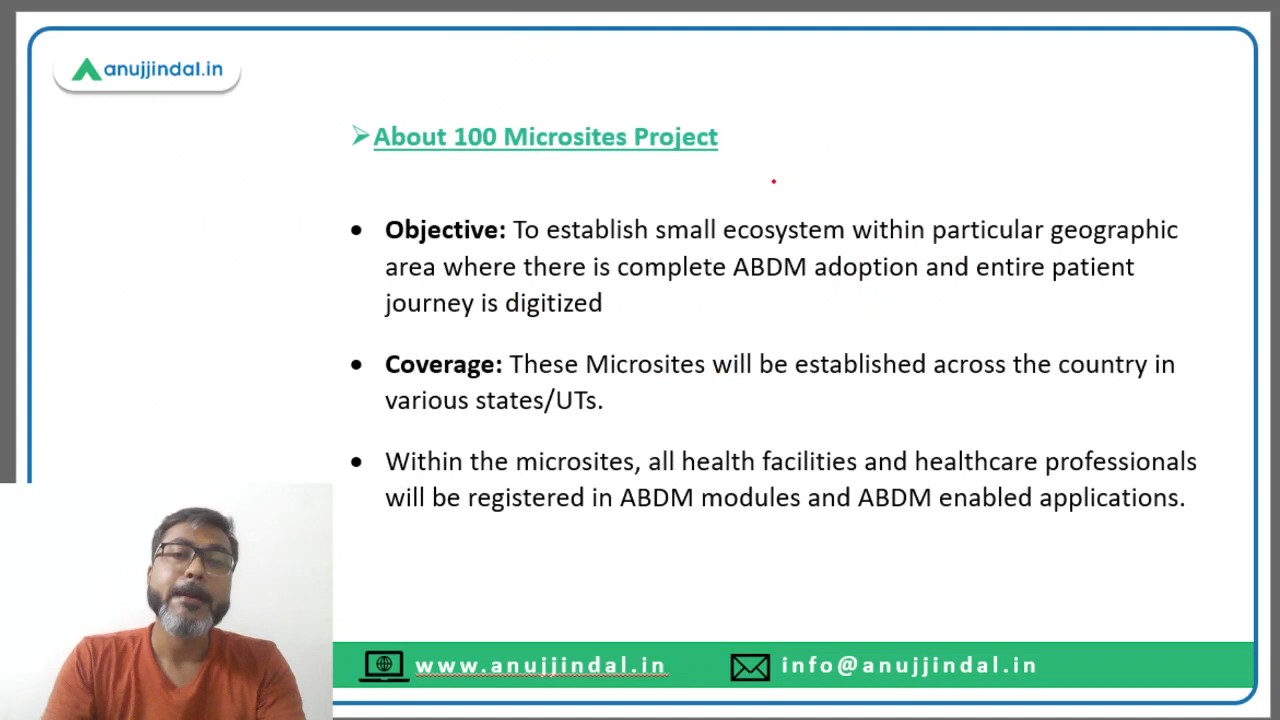 anujjindal.in
➢About 100 Microsites Project
• Objective: To establish small ecosystem within particular geographic
area where there is complete ABDM adoption and entire patient
journey is digitized
• Coverage: These Microsites will be established across the country in
various states/UTs.
• Within the microsites, all health facilities and healthcare professionals
will be registered in ABDM modules and ABDM enabled applications.
www.anujjindal.in info@anujjindal.in